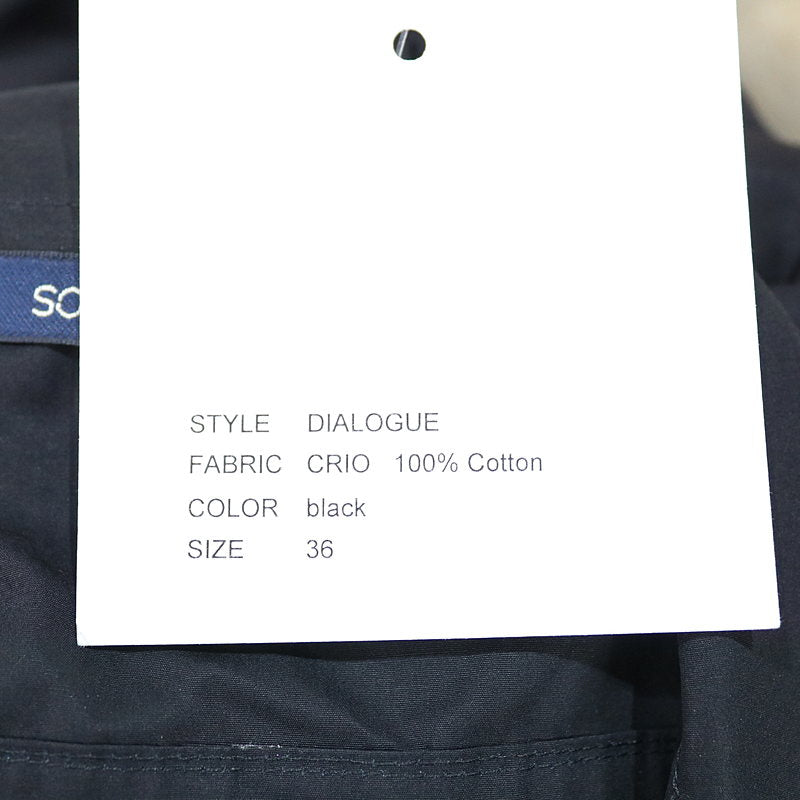 SO
STYLE DIALOGUE
FABRIC CRIO 100% Cotton
COLOR black
SIZE 36